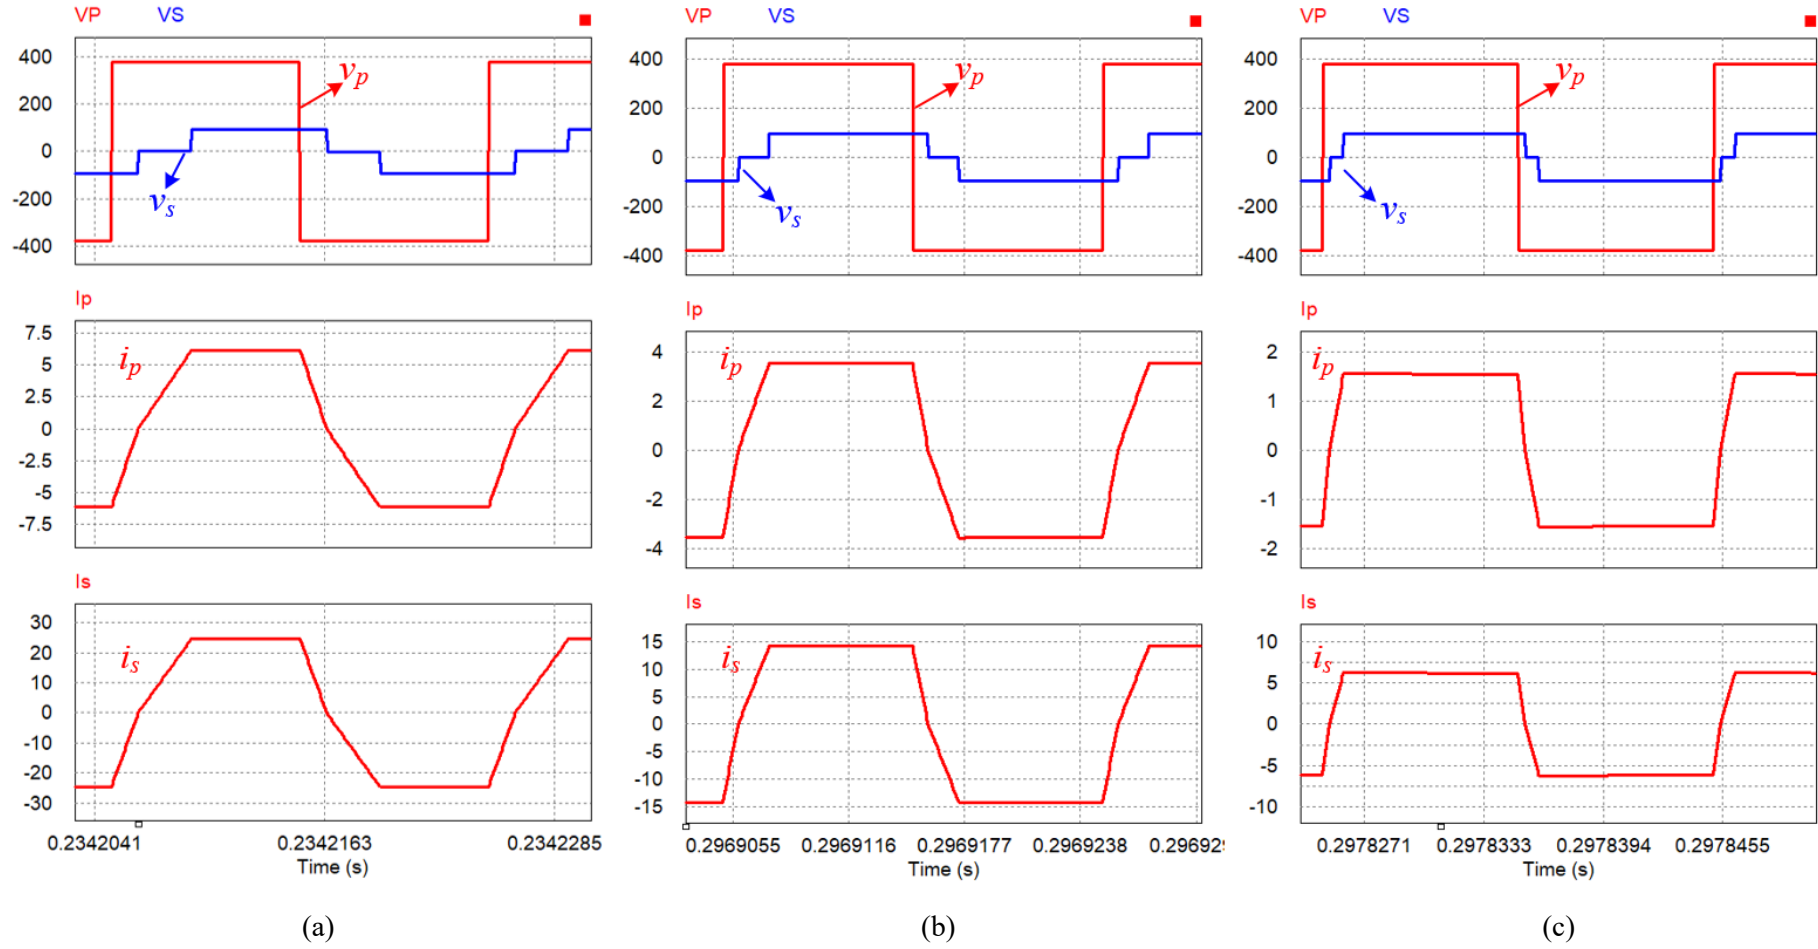 VP VS
400
200
0
-200
-400
vp
vs
Ip
7.5
5
2.5
0
-2.5
-5
-7.5
ip
Is
30
20
10
0
-10
-20
-30
is
0.2342041 0.2342163 0.2342285
Time (s)
(a)
VP VS
400
200
0
-200
-400
vp
vs
Ip
4
2
0
-2
-4
ip
Is
15
10
5
0
-5
-10
-15
is
0.2969055 0.2969116 0.2969177 0.2969238 0.296929
Time (s)
(b)
VP VS
400
200
0
-200
-400
vp
vs
Ip
2
1
0
-1
-2
ip
Is
10
5
0
-5
-10
is
0.2978271 0.2978333 0.2978394 0.2978455
Time (s)
(c)